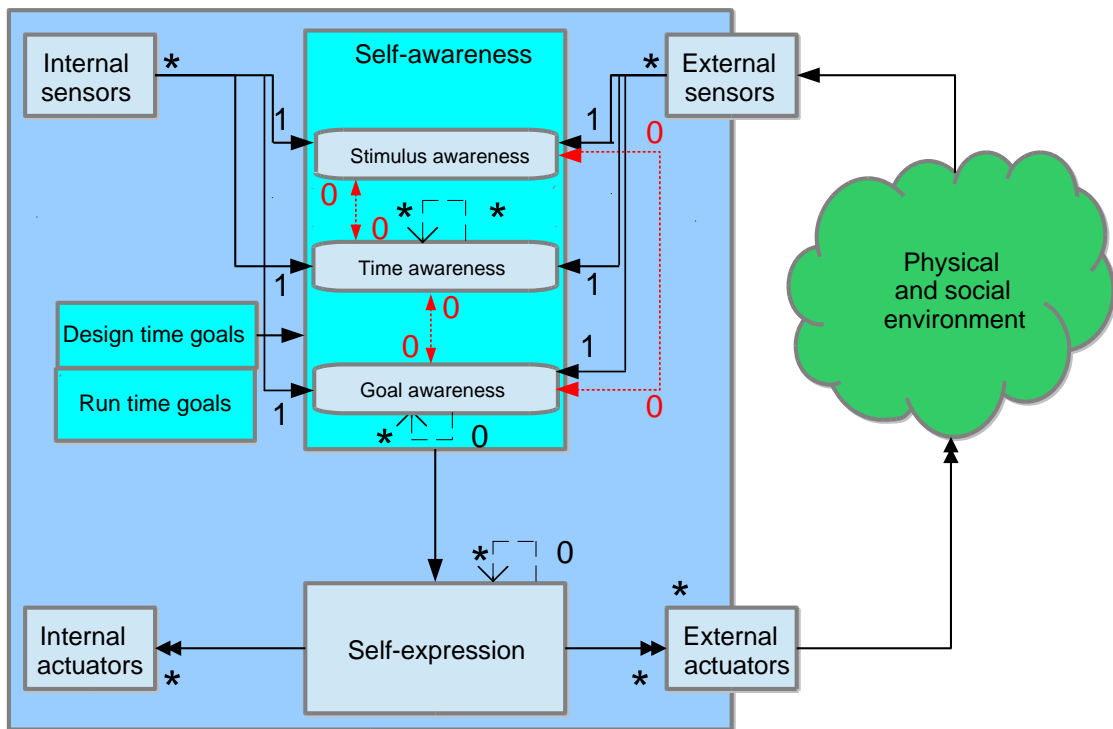 Internal
sensors
*
Self-awareness
*
External
sensors
1
1
0
Stimulus awareness
0
0
*
*
Time awareness
1
1
Physical
and social
environment
0
0
Design time goals
1
Goal awareness
Run time goals
1
0
*
0
*
0
*
Internal
actuators
*
Self-expression
*
External
actuators